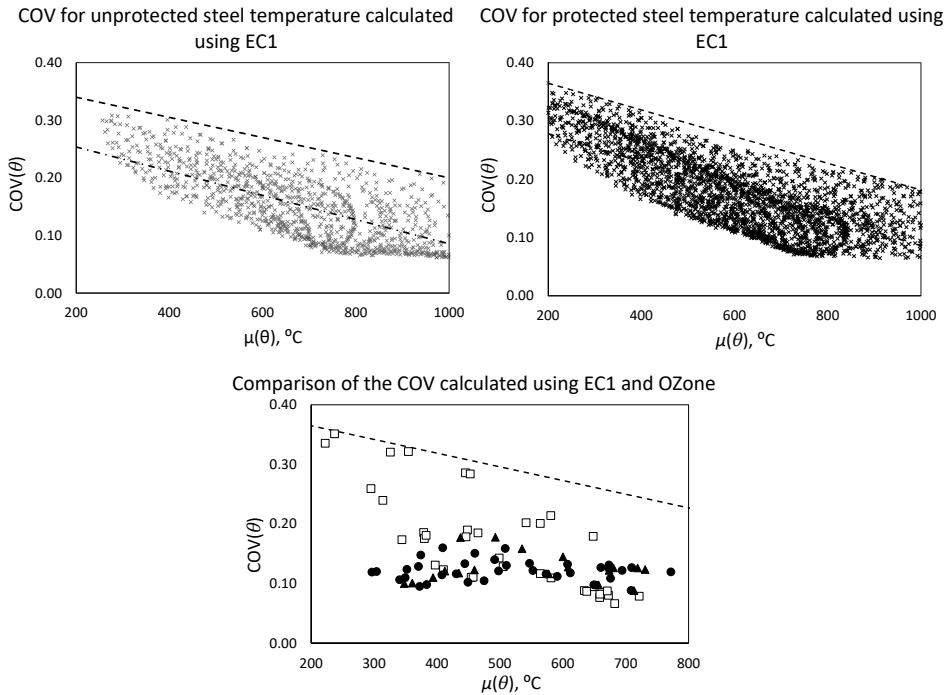 COV for unprotected steel temperature calculated
using EC1
0.40
0.30
0.20
0.10
0.00
COV(θ)
200 400 600 800 1000
μ(θ), ⁰C
COV for protected steel temperature calculated using
EC1
0.40
0.30
0.20
0.10
0.00
COV(θ)
200 400 600 800 1000
μ(θ), ⁰C
Comparison of the COV calculated using EC1 and OZone
0.40
0.30
0.20
0.10
0.00
COV(θ)
200 300 400 500 600 700 800
μ(θ), ⁰C